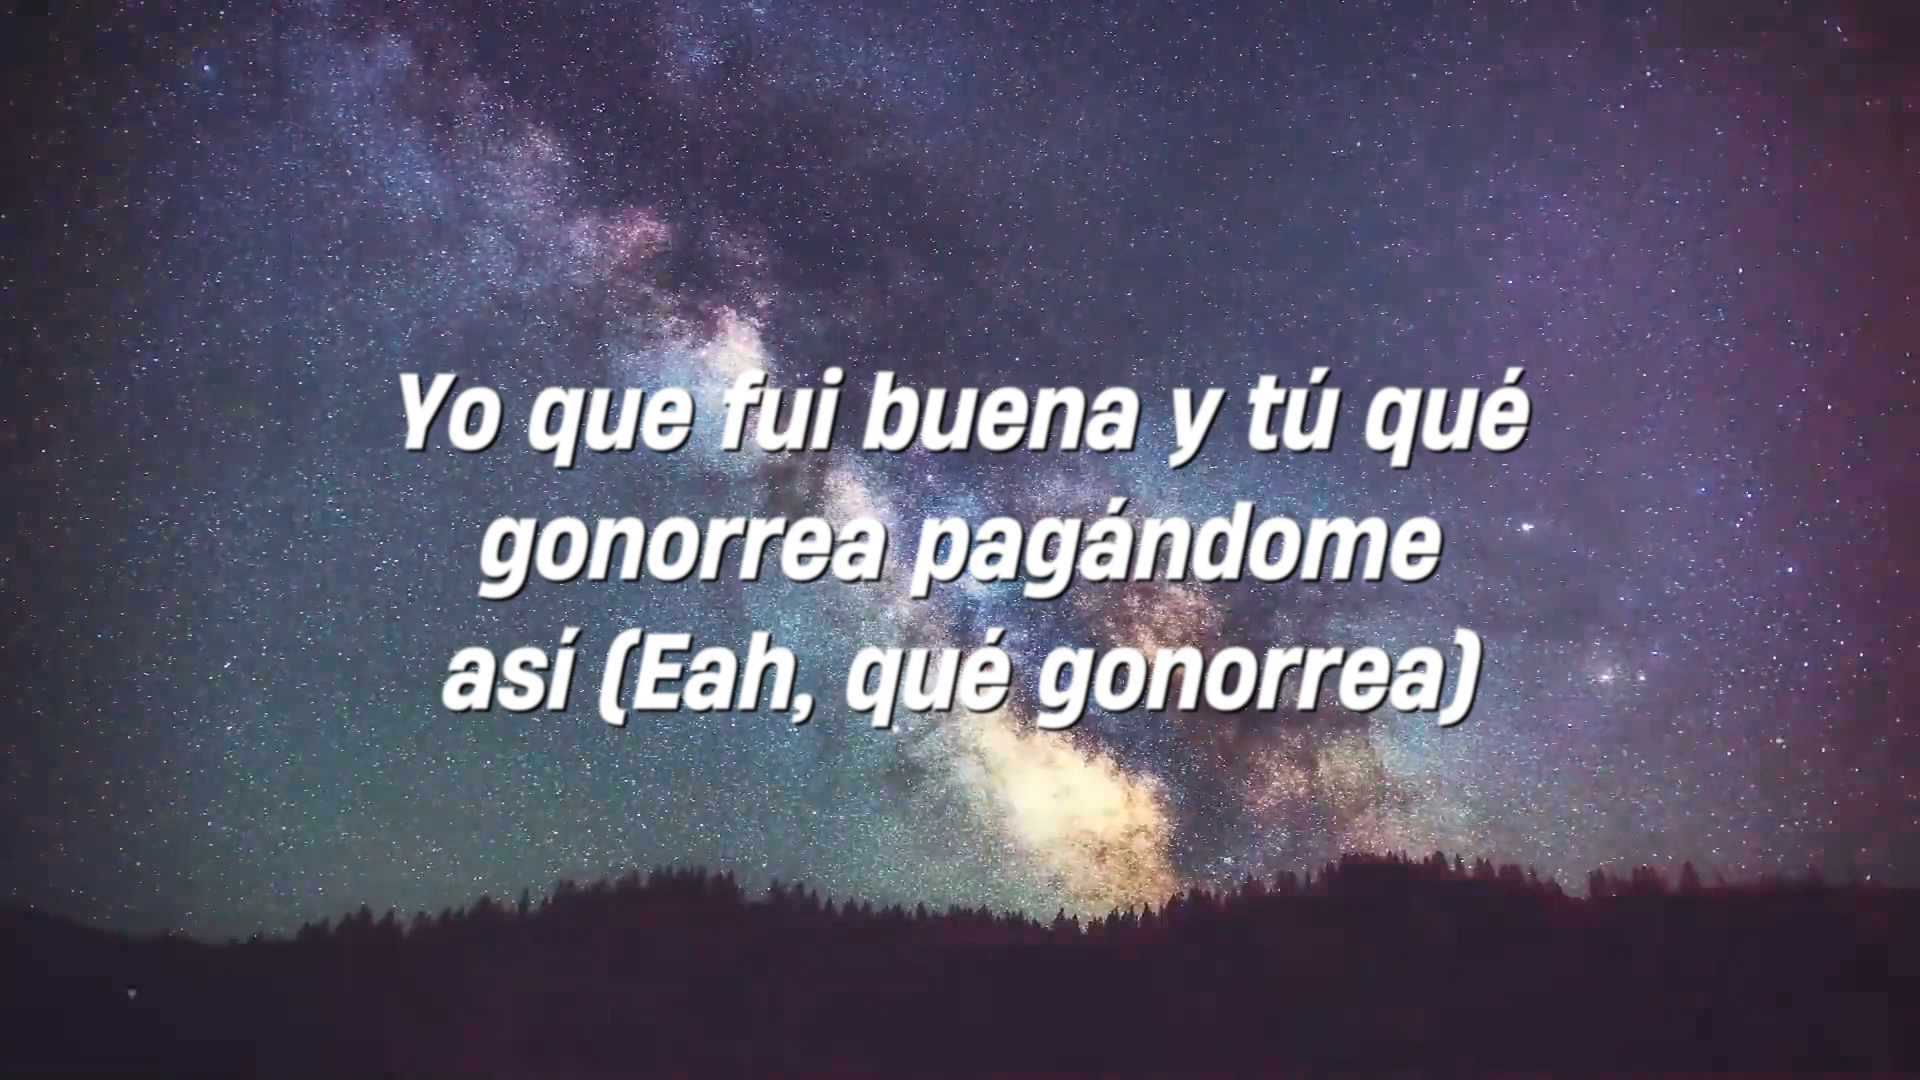 Yo que fui buena y tú qué
gonorrea pagándome
así (Eah, qué gonorrea)